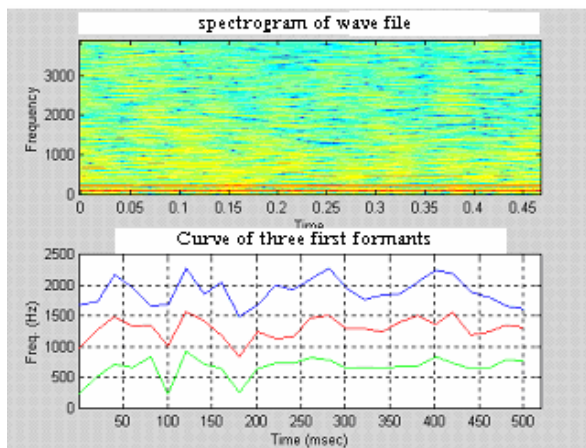 spectrogram of wave file
Frequency
3000
2000
1000
0
0 0.05 0.1 0.15 0.2 0.25 0.3 0.35 0.4 0.45
Time
Curve of three first formants
Freq. (Hz)
2500
2000
1500
1000
500
0
50 100 150 200 250 300 350 400 450 500
Time (msec)